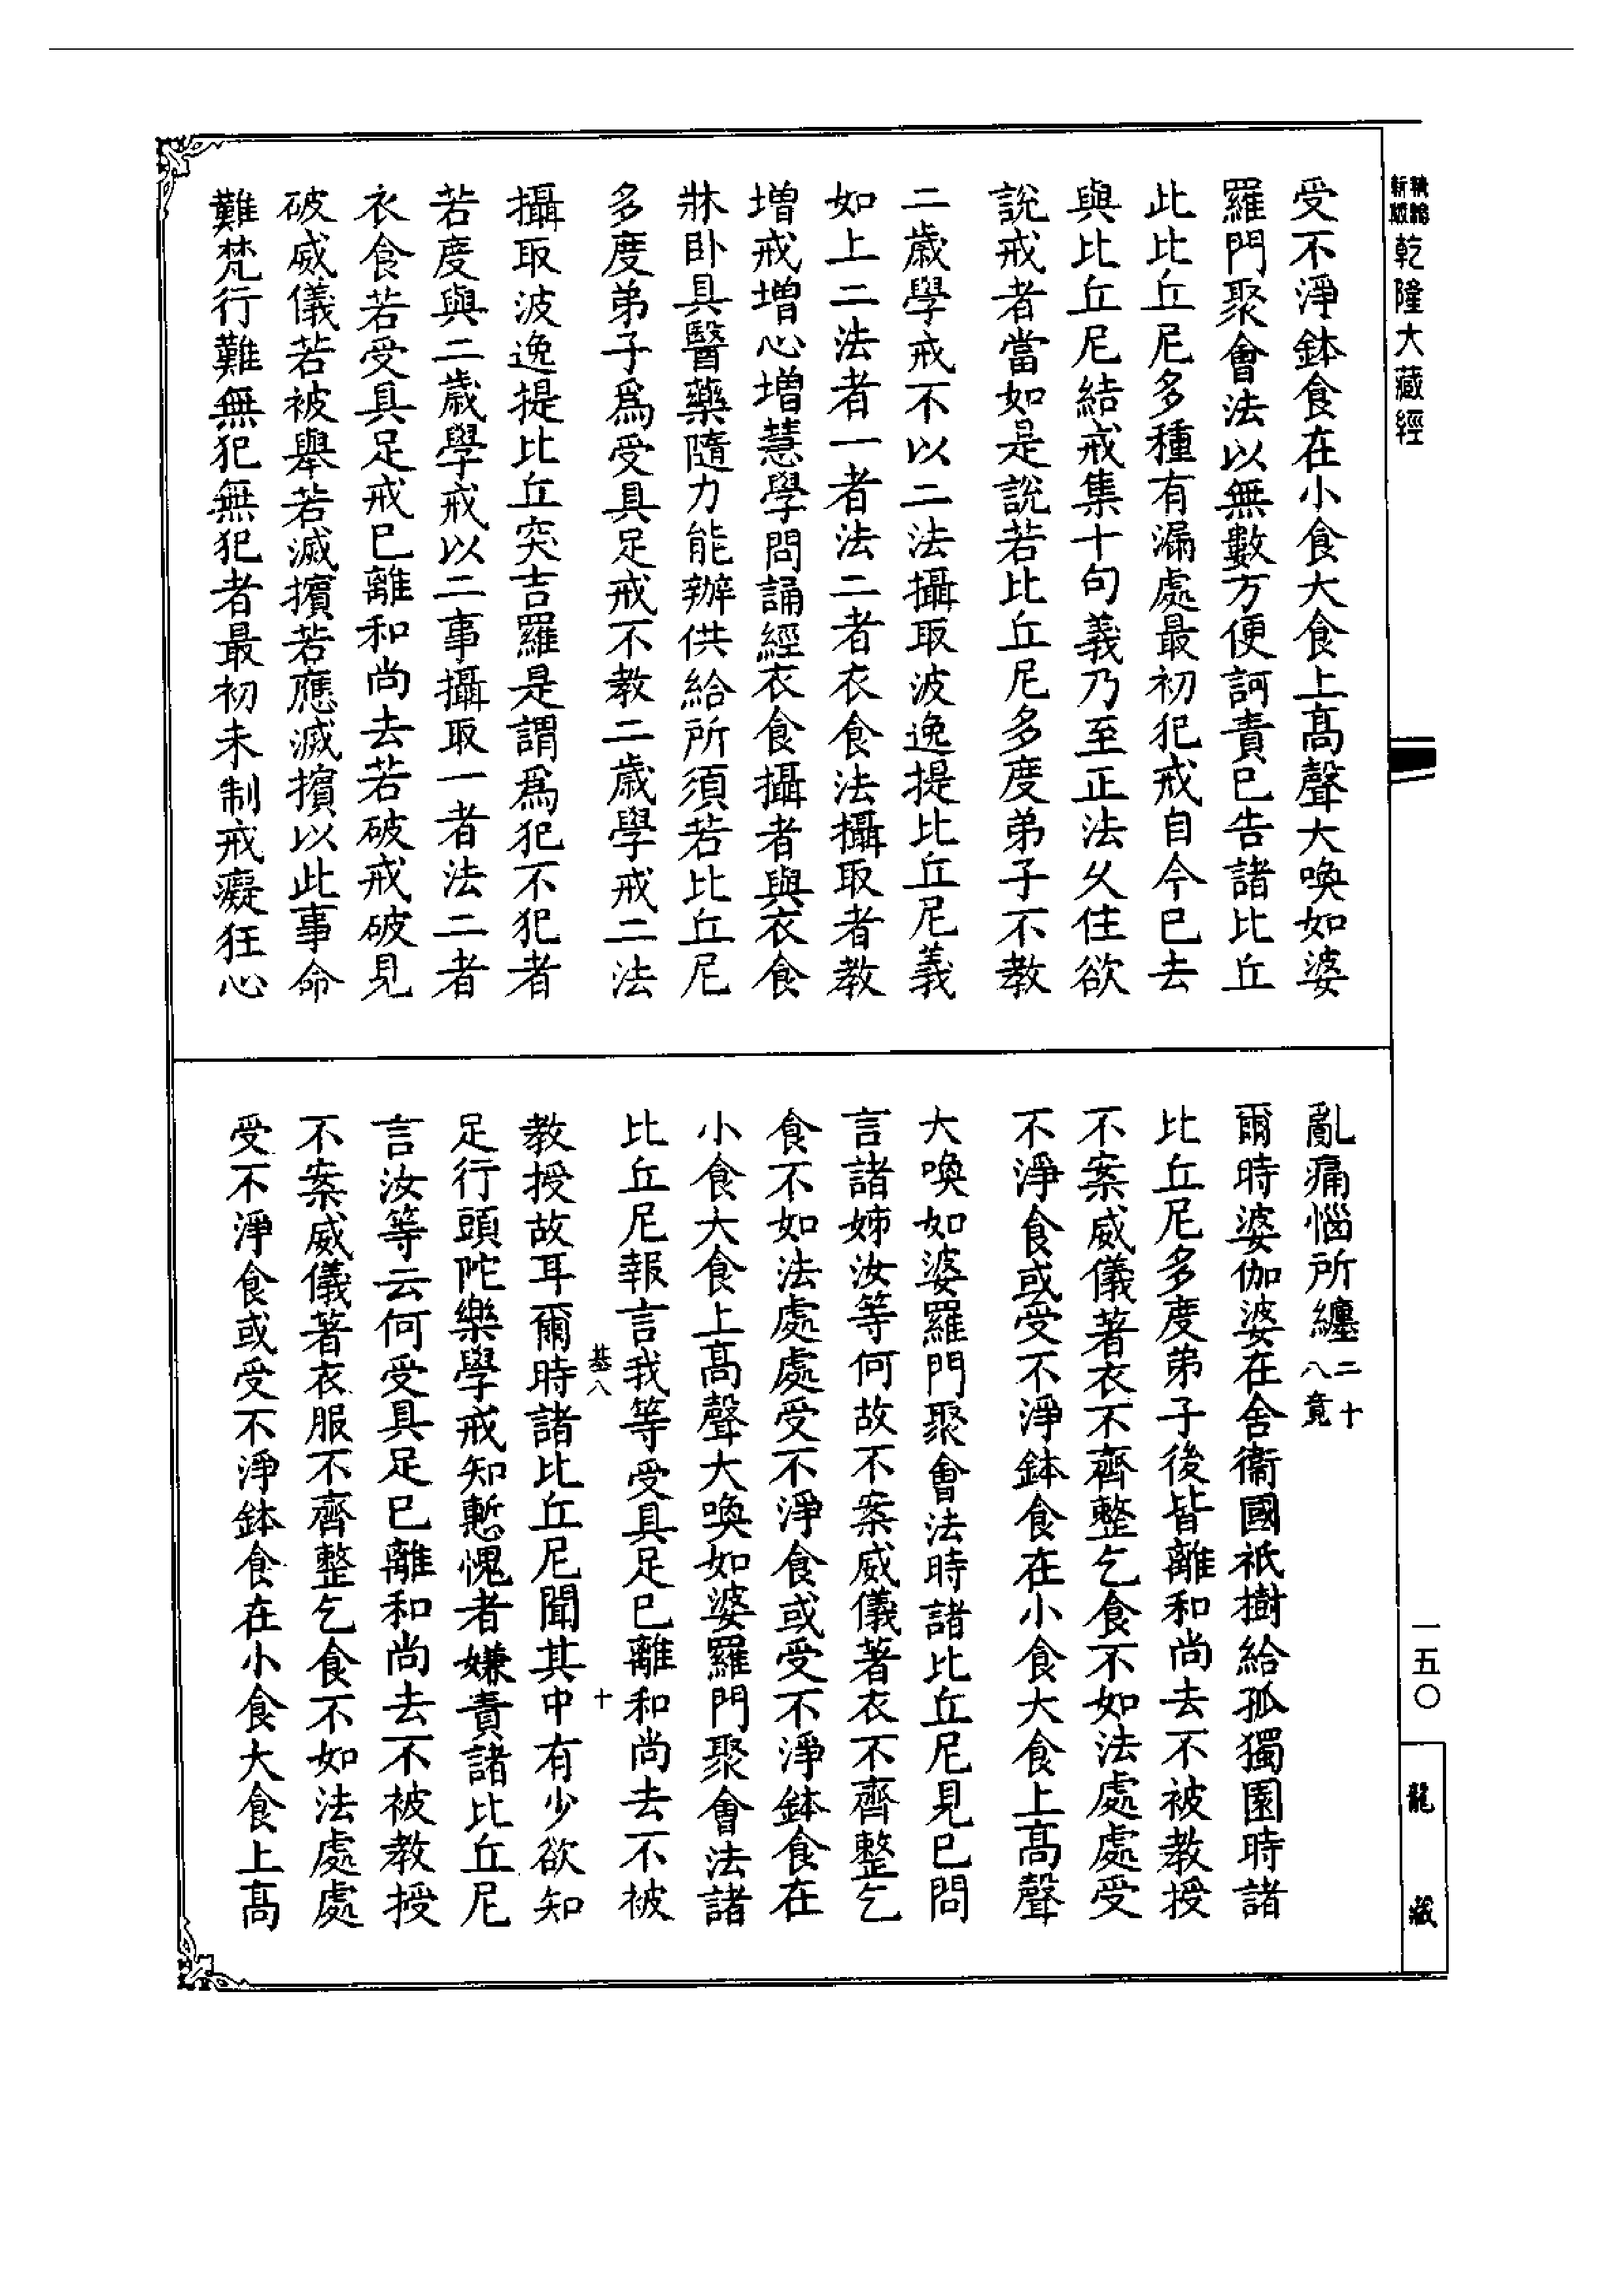 精緻新版 乾隆大藏經
一五〇
龍藏
受不淨鉢食在小食大食上高聲大喚如婆
羅門聚會法以無數方便訶責已告諸比丘
此比丘尼多種有漏處最初犯戒自今已去
與比丘尼結戒集十句義乃至正法久住欲
說戒者當如是說若比丘尼多度弟子不教
二歲學戒不以二法攝取波逸提比丘尼義
如上二法者一者法二者衣食法攝取者教
增戒增心增慧學問誦經衣食攝者與衣食
牀卧具醫藥隨力能辦供給所須若比丘尼
多度弟子爲受具足戒不教二歲學戒二法
攝取波逸提比丘突吉羅是謂爲犯不犯者
若度與二歲學戒以二事攝取一者法二者
衣食若受具足戒已離和尚去若破戒破見
破威儀若被舉若滅擯若應滅擯以此事命
難梵行難無犯無犯者最初未制戒癡狂心
亂痛惱所纏二十八竟
爾時婆伽婆在舍衛國祇樹給孤獨園時諸
比丘尼多度弟子後皆離和尚去不被教授
不案威儀著衣不齊整乞食不如法處處受
不淨食或受不淨鉢食在小食大食上高聲
大喚如婆羅門聚會法時諸比丘尼見已問
言諸姊汝等何故不案威儀著衣不齊整乞
食不如法處處受不淨食或受不淨鉢食在
小食大食上高聲大喚如婆羅門聚會法諸
比丘尼報言我等受具足已離和尚去不被
基八 十
教授故耳爾時諸比丘尼聞其中有少欲知
足行頭陀樂學戒知慙愧者嫌責諸比丘尼
言汝等云何受具足已離和尚去不被教授
不案威儀著衣服不齊整乞食不如法處處
受不淨食或受不淨鉢食在小食大食上高